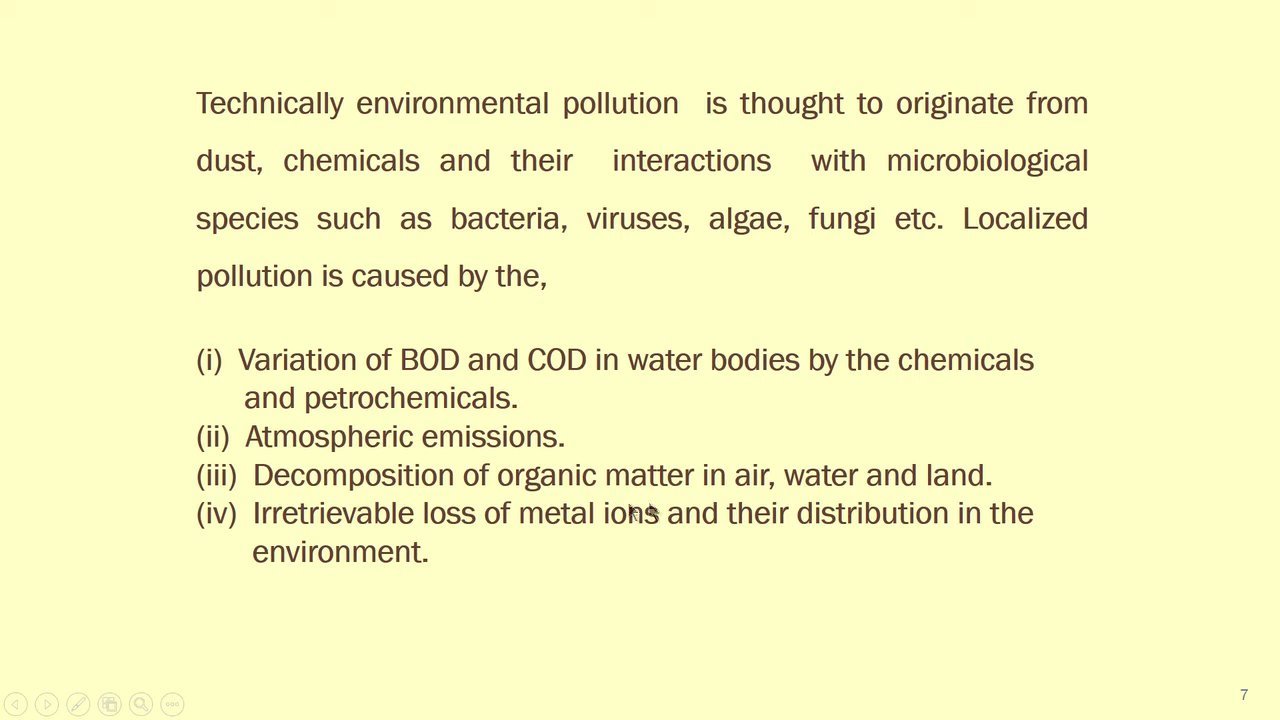 Technically environmental pollution is thought to originate from
dust, chemicals and their interactions with microbiological
species such as bacteria, viruses, algae, fungi etc. Localized
pollution is caused by the,
(i) Variation of BOD and COD in water bodies by the chemicals
and petrochemicals.
(ii) Atmospheric emissions.
(iii) Decomposition of organic matter in air, water and land.
(iv) Irretrievable loss of metal ions and their distribution in the
environment.
7